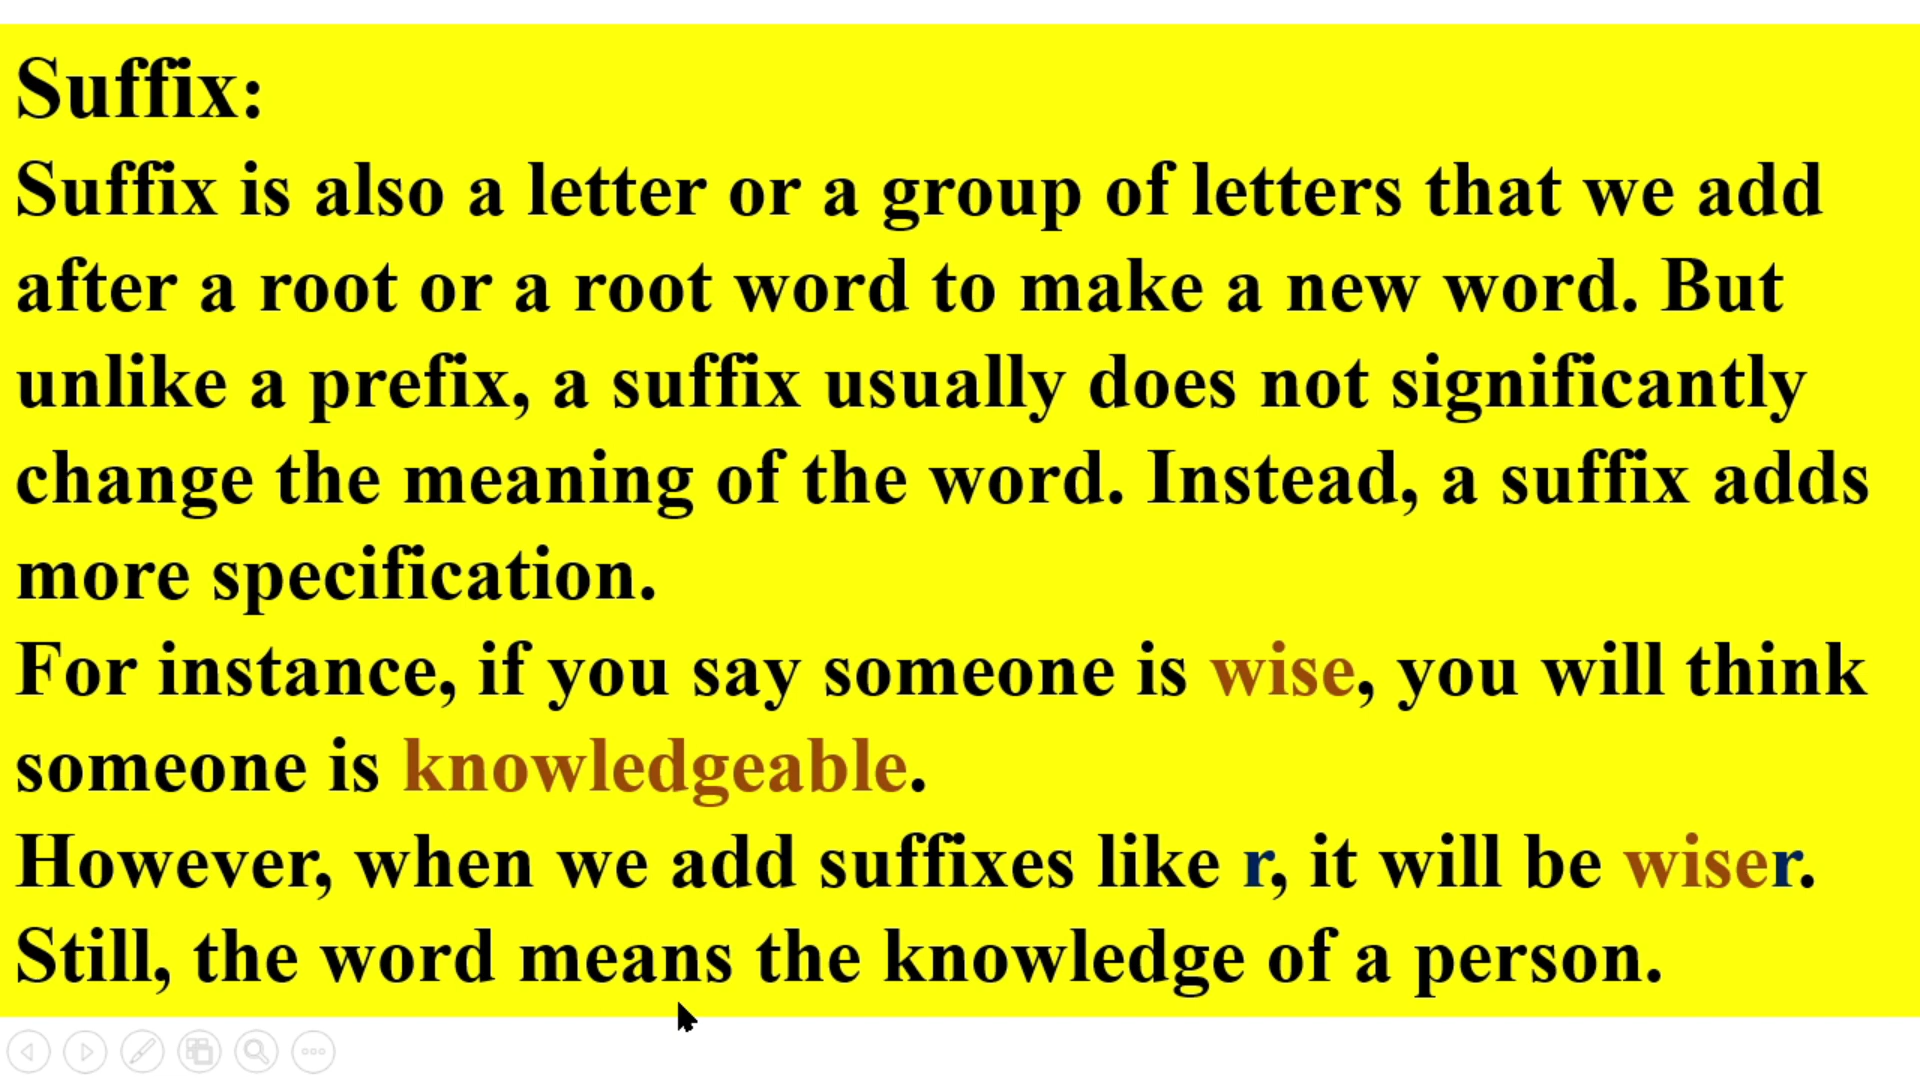 Suffix:
Suffix is also a letter or a group of letters that we add
after a root or a root word to make a new word. But
unlike a prefix, a suffix usually does not significantly
change the meaning of the word. Instead, a suffix adds
more specification.
For instance, if you say someone is wise, you will think
someone is knowledgeable.
However, when we add suffixes like r, it will be wiser.
Still, the word means the knowledge of a person.